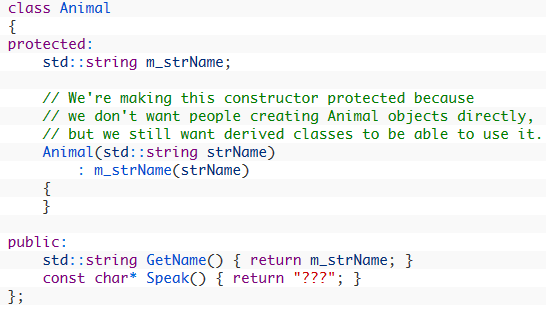 class Animal
{
protected:
    std::string m_strName;

    // We're making this constructor protected because
    // we don't want people creating Animal objects directly,
    // but we still want derived classes to be able to use it.
    Animal(std::string strName)
        : m_strName(strName)
    {
    }

public:
    std::string GetName() { return m_strName; }
    const char* Speak() { return "???"; }
};